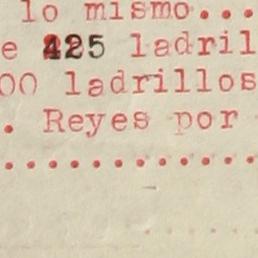 lo mismo...
e 425 ladril
00 ladrillos
. Reyes por
..............